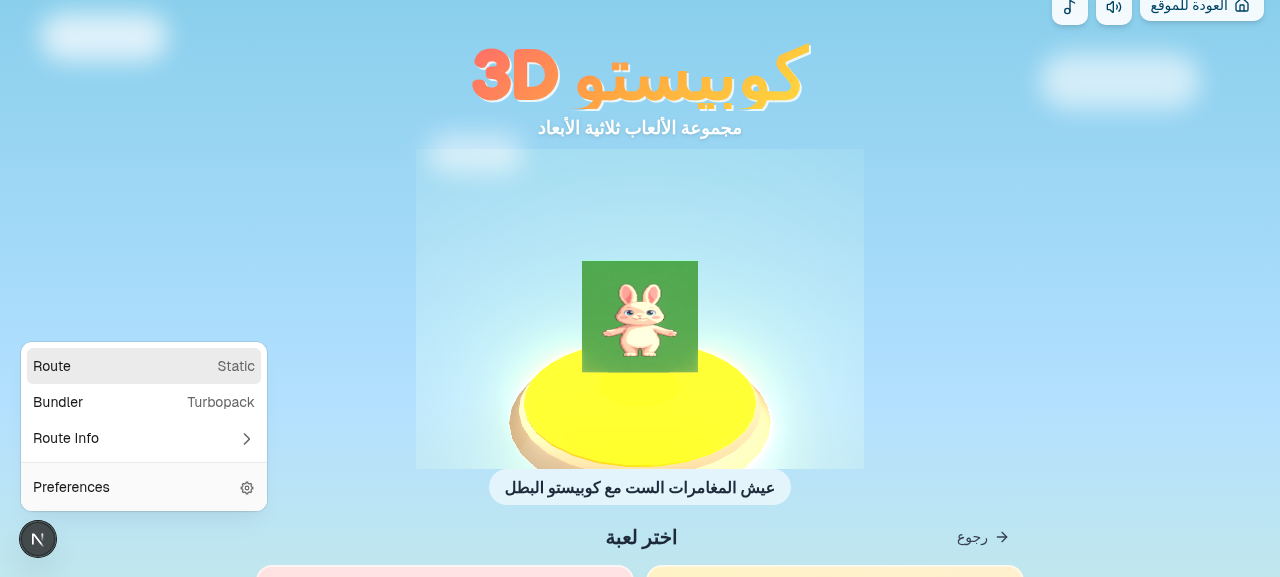 العودة للموقع
كوبيستو 3D
مجموعة الألعاب ثلاثية الأبعاد
عيش المغامرات الست مع كوبيستو البطل
اختر لعبة
رجوع
Route Static
Bundler Turbopack
Route Info
Preferences
N